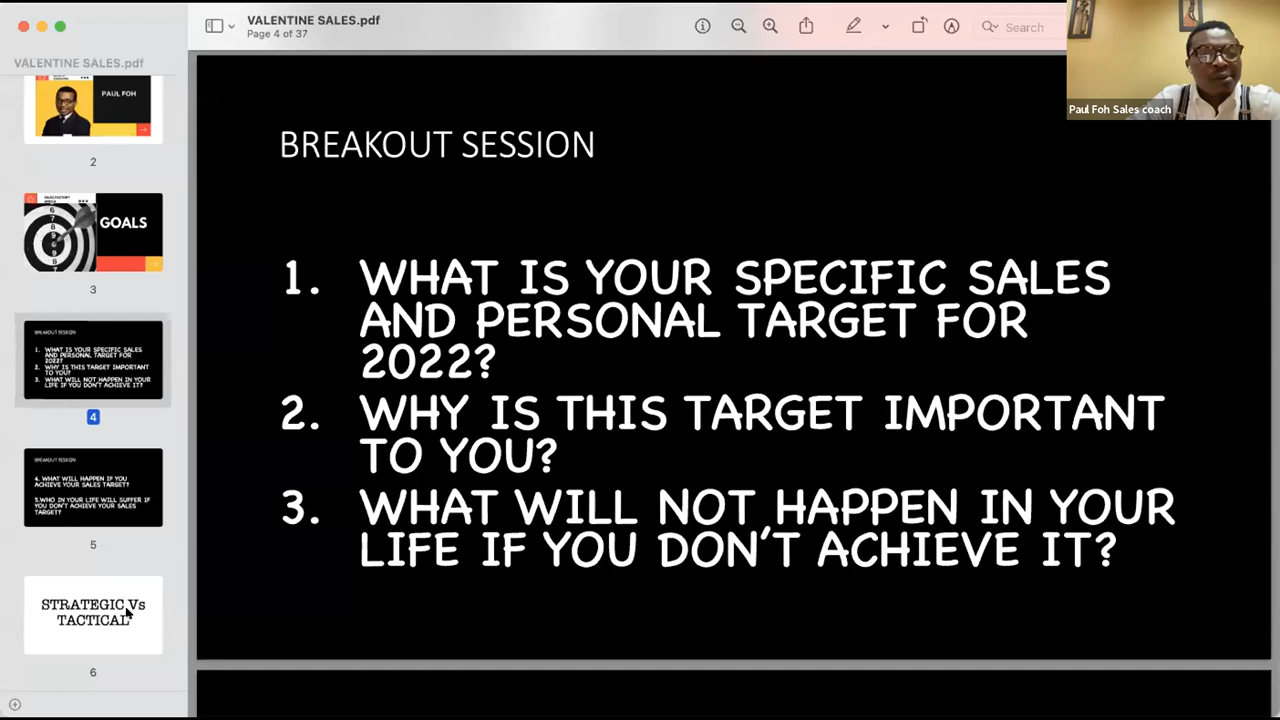 VALENTINE SALES.pdf
Page 4 of 37
Search
VALENTINE SALES.pdf
PAUL FOH
2
GOALS
3
BREAKOUT SESSION
1. WHAT IS YOUR SPECIFIC SALES
AND PERSONAL TARGET FOR
2022?
2. WHY IS THIS TARGET IMPORTANT
TO YOU?
3. WHAT WILL NOT HAPPEN IN YOUR
LIFE IF YOU DON'T ACHIEVE IT?
4
BREAKOUT SESSION
4. WHAT WILL HAPPEN IF YOU
ACHIEVE YOUR SALES TARGET?
5.WHO IN YOUR LIFE WILL SUFFER IF
YOU DON'T ACHIEVE YOUR SALES
TARGET?
5
STRATEGIC Vs
TACTICAL
6
BREAKOUT SESSION
1. WHAT IS YOUR SPECIFIC SALES
AND PERSONAL TARGET FOR
2022?
2. WHY IS THIS TARGET IMPORTANT
TO YOU?
3. WHAT WILL NOT HAPPEN IN YOUR
LIFE IF YOU DON'T ACHIEVE IT?
Paul Foh Sales coach